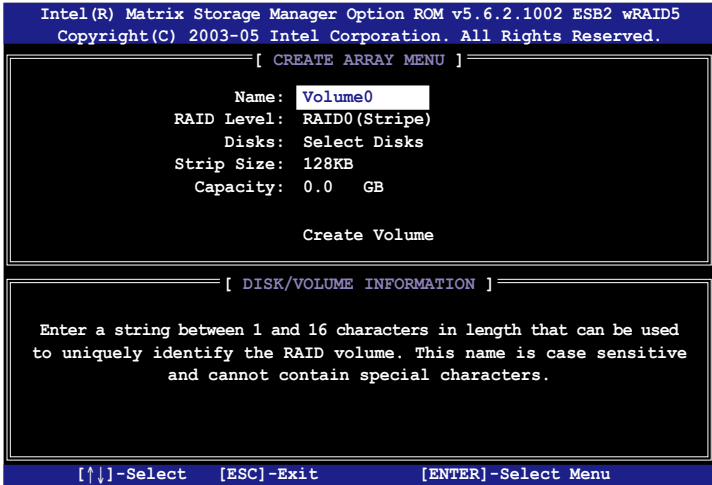 Intel(R) Matrix Storage Manager Option ROM v5.6.2.1002 ESB2 wRAID5
Copyright(C) 2003-05 Intel Corporation. All Rights Reserved.
[ CREATE ARRAY MENU ]
Name: Volume0
RAID Level: RAID0(Stripe)
Disks: Select Disks
Strip Size: 128KB
Capacity: 0.0 GB
Create Volume
[ DISK/VOLUME INFORMATION ]
Enter a string between 1 and 16 characters in length that can be used
to uniquely identify the RAID volume. This name is case sensitive
and cannot contain special characters.
[↑↓]-Select [ESC]-Exit [ENTER]-Select Menu